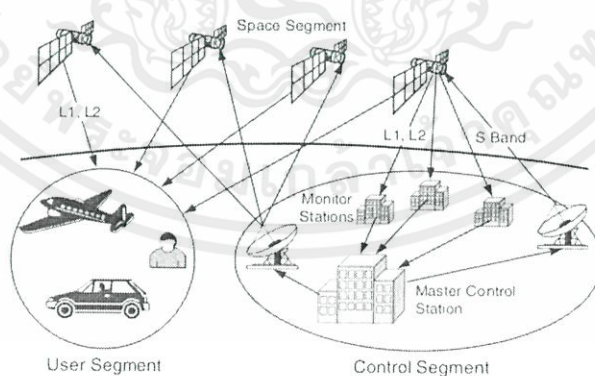 Space Segment
L1, L2
L1, L2
S Band
Monitor
Stations
Master Control
Station
User Segment
Control Segment